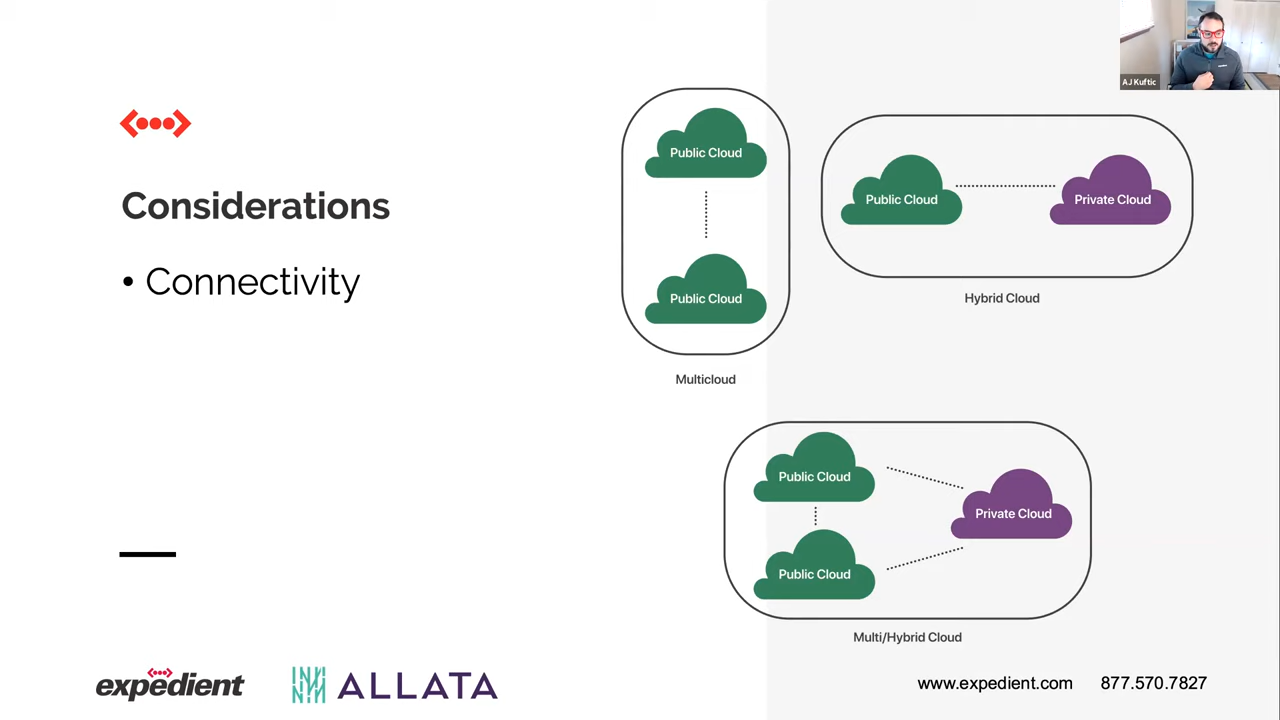 AJ Kuftic
Considerations
• Connectivity
Public Cloud
Public Cloud
Multicloud
Public Cloud
Private Cloud
Hybrid Cloud
Public Cloud
Public Cloud
Private Cloud
Multi/Hybrid Cloud
expedient
ALLATA
www.expedient.com
877.570.7827